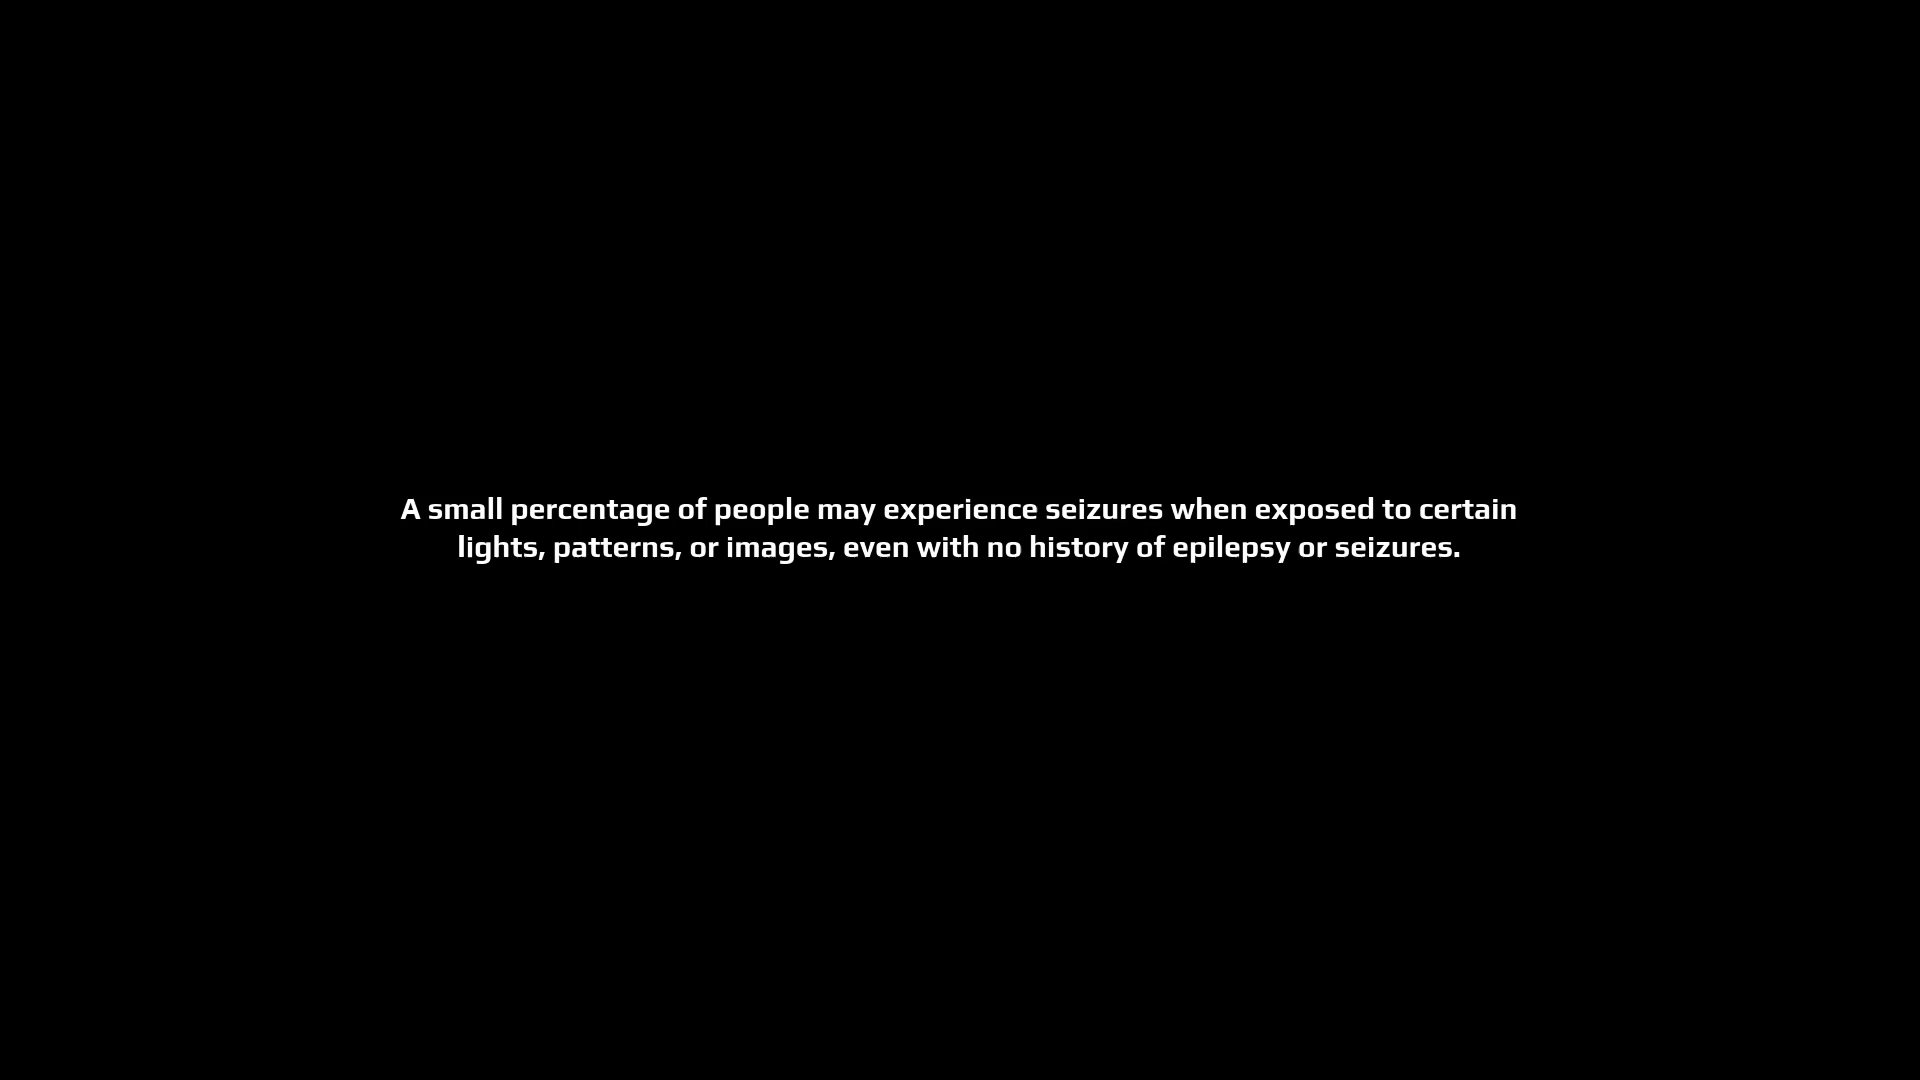 A small percentage of people may experience seizures when exposed to certain
lights, patterns, or images, even with no history of epilepsy or seizures.